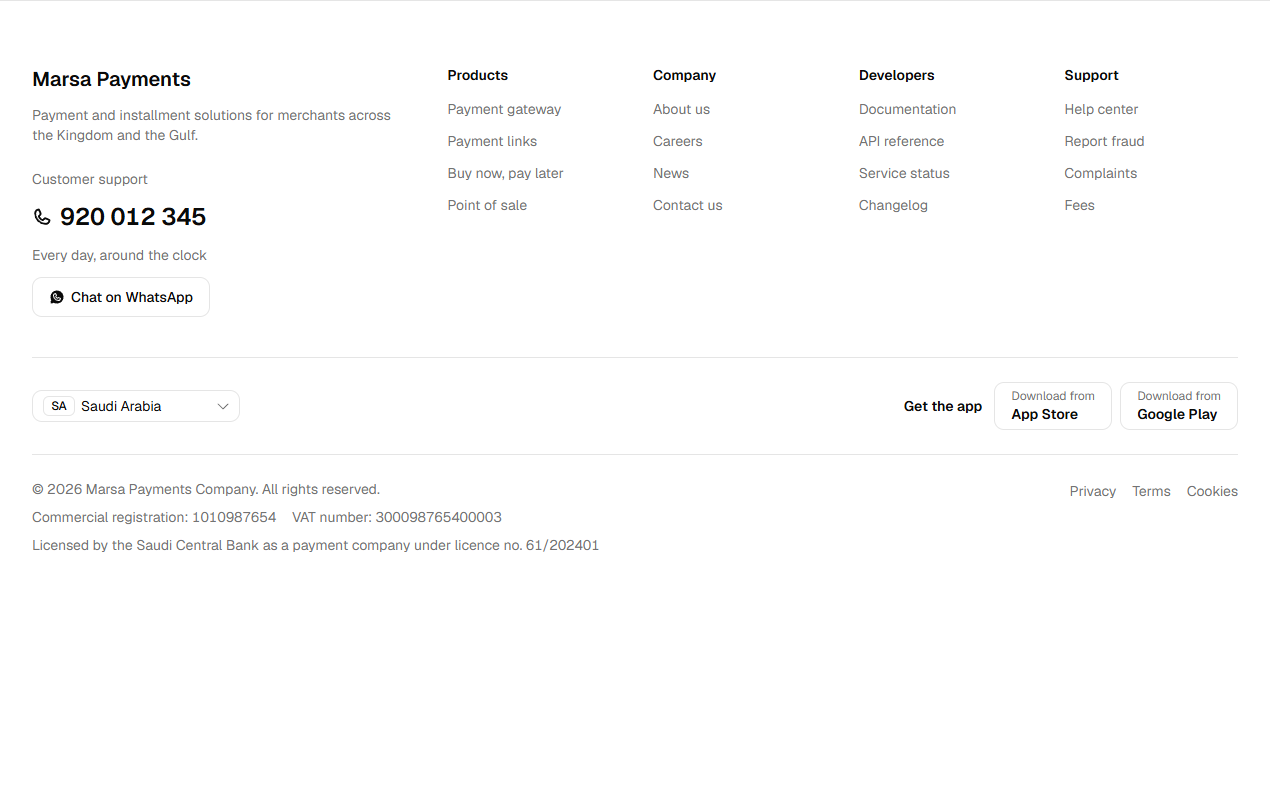 Marsa Payments
Payment and installment solutions for merchants across
the Kingdom and the Gulf.
Customer support
920 012 345
Every day, around the clock
Chat on WhatsApp
Products
Payment gateway
Payment links
Buy now, pay later
Point of sale
Company
About us
Careers
News
Contact us
Developers
Documentation
API reference
Service status
Changelog
Support
Help center
Report fraud
Complaints
Fees
SA Saudi Arabia
Get the app
Download from
App Store
Download from
Google Play
© 2026 Marsa Payments Company. All rights reserved.
Commercial registration: 1010987654 VAT number: 300098765400003
Licensed by the Saudi Central Bank as a payment company under licence no. 61/202401
Privacy Terms Cookies